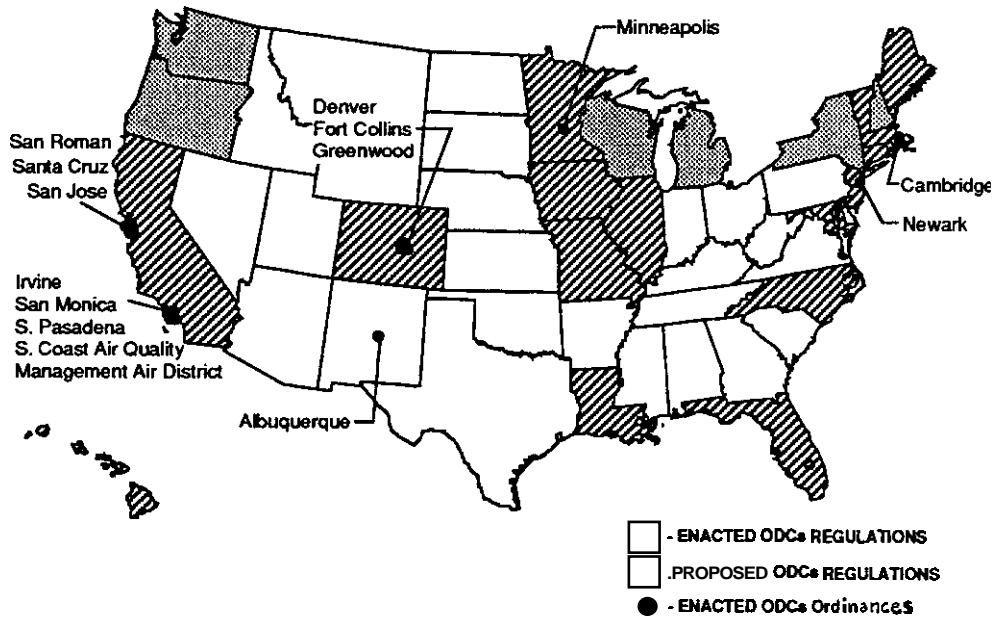 Minneapolis
Denver
Fort Collins
Greenwood
San Roman
Santa Cruz
San Jose
Cambridge
Newark
Irvine
San Monica
S. Pasadena
S. Coast Air Quality
Management Air District
Albuquerque
- ENACTED ODCs REGULATIONS
.PROPOSED ODCs REGULATIONS
- ENACTED ODCs Ordinances